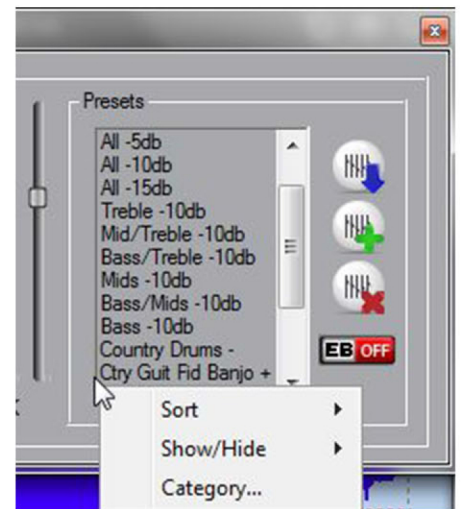 Presets
All -5db
All -10db
All -15db
Treble -10db
Mid/Treble -10db
Bass/Treble -10db
Mids -10db
Bass/Mids -10db
Bass -10db
Country Drums -
Ctry Guit Fid Banjo +
EB OFF
Sort
Show/Hide
Category...